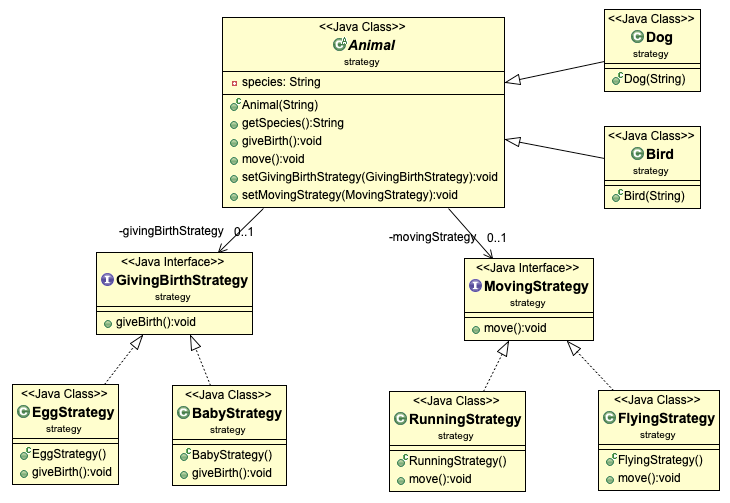 <<Java Class>>
Animal
strategy
species: String
Animal(String)
getSpecies():String
giveBirth():void
move():void
setGivingBirthStrategy(GivingBirthStrategy):void
setMovingStrategy(MovingStrategy):void
<<Java Class>>
Dog
strategy
Dog(String)
<<Java Class>>
Bird
strategy
Bird(String)
-givingBirthStrategy 0..1
-movingStrategy 0..1
<<Java Interface>>
GivingBirthStrategy
strategy
giveBirth():void
<<Java Interface>>
MovingStrategy
strategy
move():void
<<Java Class>>
EggStrategy
strategy
EggStrategy()
giveBirth():void
<<Java Class>>
BabyStrategy
strategy
BabyStrategy()
giveBirth():void
<<Java Class>>
RunningStrategy
strategy
RunningStrategy()
move():void
<<Java Class>>
FlyingStrategy
strategy
FlyingStrategy()
move():void